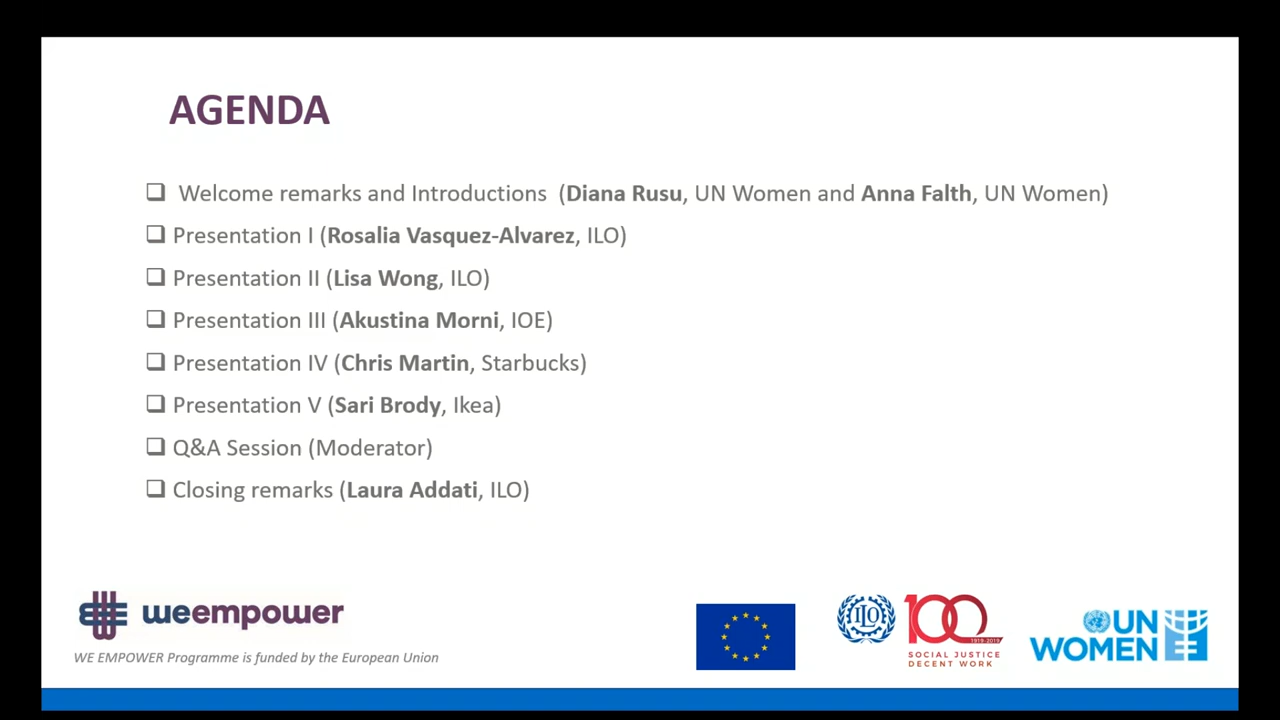 AGENDA
Welcome remarks and Introductions (Diana Rusu, UN Women and Anna Falth, UN Women)
Presentation I (Rosalia Vasquez-Alvarez, ILO)
Presentation II (Lisa Wong, ILO)
Presentation III (Akustina Morni, IOE)
Presentation IV (Chris Martin, Starbucks)
Presentation V (Sari Brody, Ikea)
Q&A Session (Moderator)
Closing remarks (Laura Addati, ILO)
weempower
WE EMPOWER Programme is funded by the European Union
ILO
100
1919-2019
SOCIAL JUSTICE
DECENT WORK
UN
WOMEN